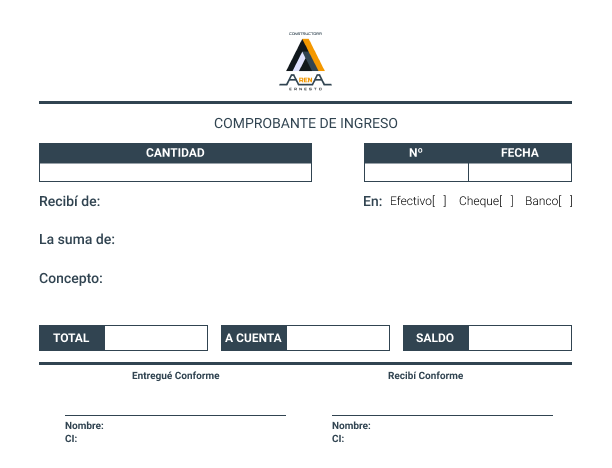 CONSTRUCTORA
ARENA
ERNESTO
COMPROBANTE DE INGRESO
CANTIDAD
Nº FECHA
Recibí de:
En: Efectivo[ ] Cheque[ ] Banco[ ]
La suma de:
Concepto:
TOTAL A CUENTA SALDO
Entregué Conforme Recibí Conforme
Nombre: Nombre:
CI: CI: